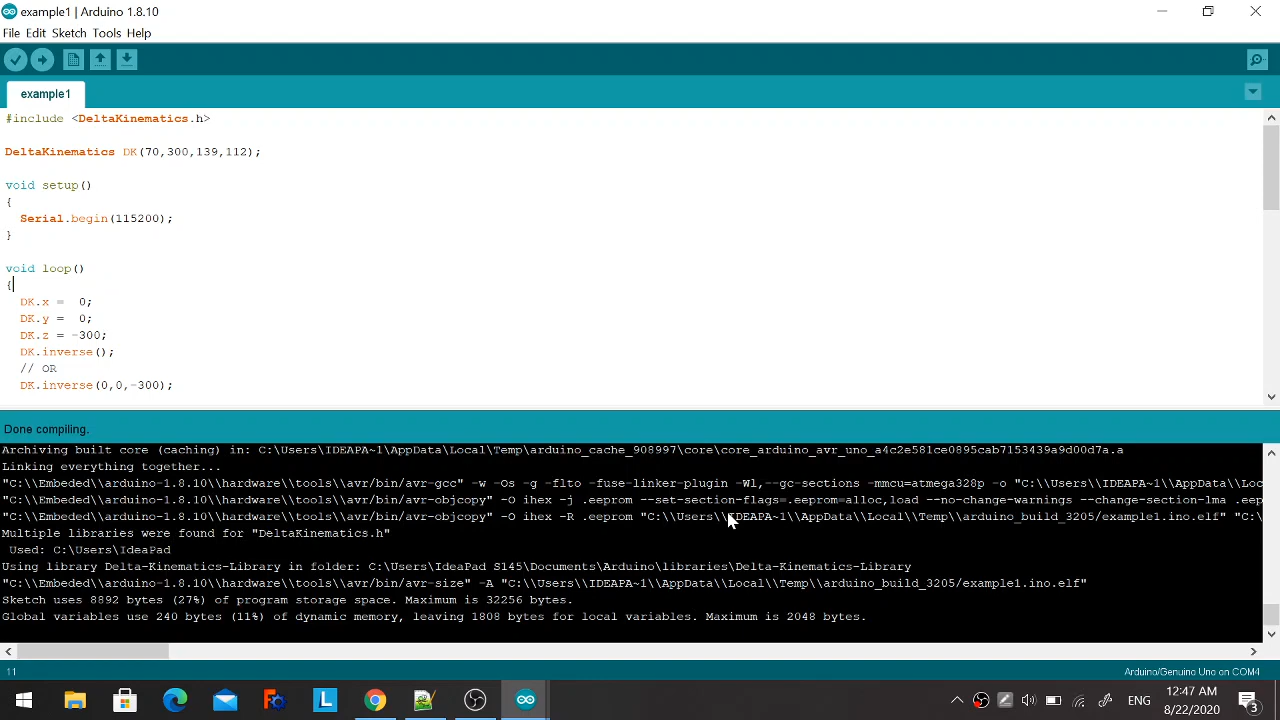 example1 | Arduino 1.8.10
File Edit Sketch Tools Help
example1
#include <DeltaKinematics.h>
DeltaKinematics DK(70,300,139,112);
void setup()
{
Serial.begin(115200);
}
void loop()
{
DK.x = 0;
DK.y = 0;
DK.z = -300;
DK.inverse();
// OR
DK.inverse(0,0,-300);
Done compiling.
Archiving built core (caching) in: C:\Users\IDEAPA~1\AppData\Local\Temp\arduino_cache_908997\core\core_arduino_avr_uno_a4c2e581ce0895cab7153439a9d00d7a.a
Linking everything together...
"C:\\Embeded\\arduino-1.8.10\\hardware\\tools\\avr/bin/avr-gcc" -w -Os -g -flto -fuse-linker-plugin -Wl,--gc-sections -mmcu=atmega328p -o "C:\\Users\\IDEAPA~1\\AppData\\Loc
"C:\\Embeded\\arduino-1.8.10\\hardware\\tools\\avr/bin/avr-objcopy" -O ihex -j .eeprom --set-section-flags=.eeprom=alloc,load --no-change-warnings --change-section-lma .eep
"C:\\Embeded\\arduino-1.8.10\\hardware\\tools\\avr/bin/avr-objcopy" -O ihex -R .eeprom "C:\\Users\\IDEAPA~1\\AppData\\Local\\Temp\\arduino_build_3205/example1.ino.elf" "C:
Multiple libraries were found for "DeltaKinematics.h"
Used: C:\Users\IdeaPad
Using library Delta-Kinematics-Library in folder: C:\Users\IdeaPad S145\Documents\Arduino\libraries\Delta-Kinematics-Library
"C:\\Embeded\\arduino-1.8.10\\hardware\\tools\\avr/bin/avr-size" -A "C:\\Users\\IDEAPA~1\\AppData\\Local\\Temp\\arduino_build_3205/example1.ino.elf"
Sketch uses 8892 bytes (27%) of program storage space. Maximum is 32256 bytes.
Global variables use 240 bytes (11%) of dynamic memory, leaving 1808 bytes for local variables. Maximum is 2048 bytes.
11
Arduino/Genuino Uno on COM4
L
ENG
12:47 AM
8/22/2020
3